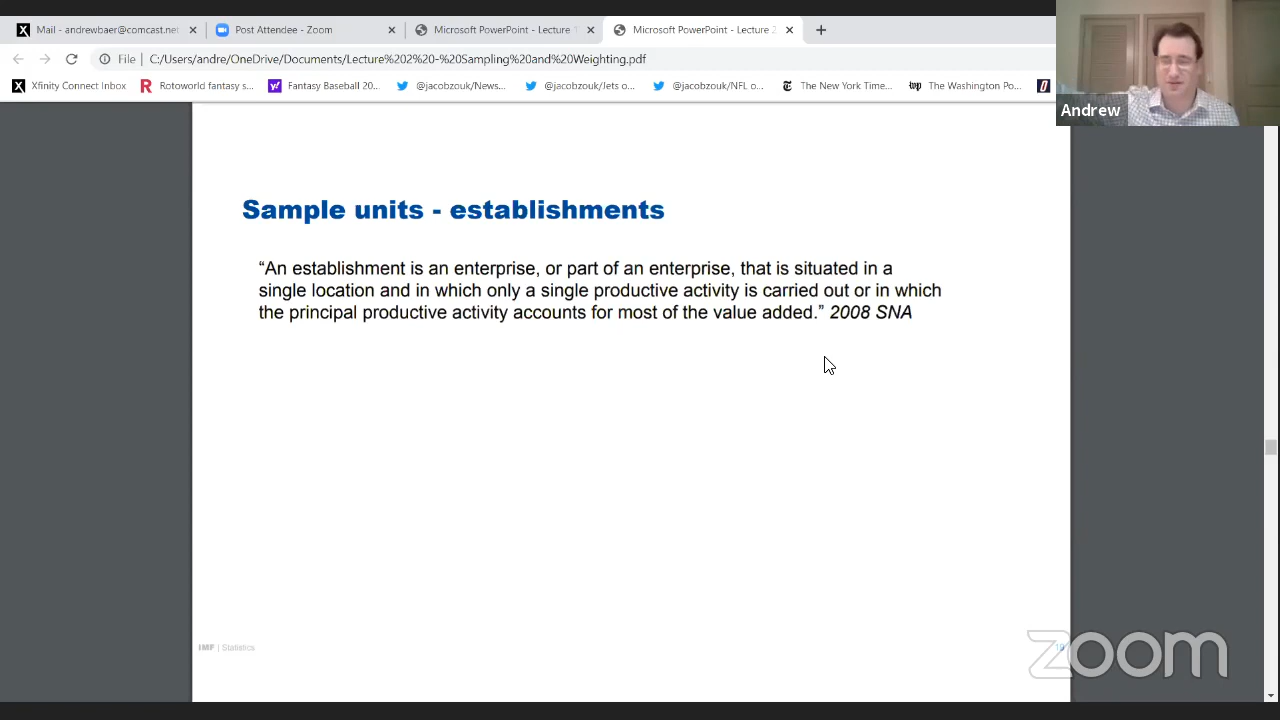 Mail - andrewbaer@comcast.net
Post Attendee - Zoom
Microsoft PowerPoint - Lecture 1
Microsoft PowerPoint - Lecture 2
File | C:/Users/andre/OneDrive/Documents/Lecture%202%20-%20Sampling%20and%20Weighting.pdf
Xfinity Connect Inbox
Rotoworld fantasy s...
Fantasy Baseball 20...
@jacobzouk/News...
@jacobzouk/Jets o...
@jacobzouk/NFL o...
The New York Time...
The Washington Po...
Andrew
Sample units - establishments
“An establishment is an enterprise, or part of an enterprise, that is situated in a
single location and in which only a single productive activity is carried out or in which
the principal productive activity accounts for most of the value added.” 2008 SNA
IMF | Statistics
19
zoom